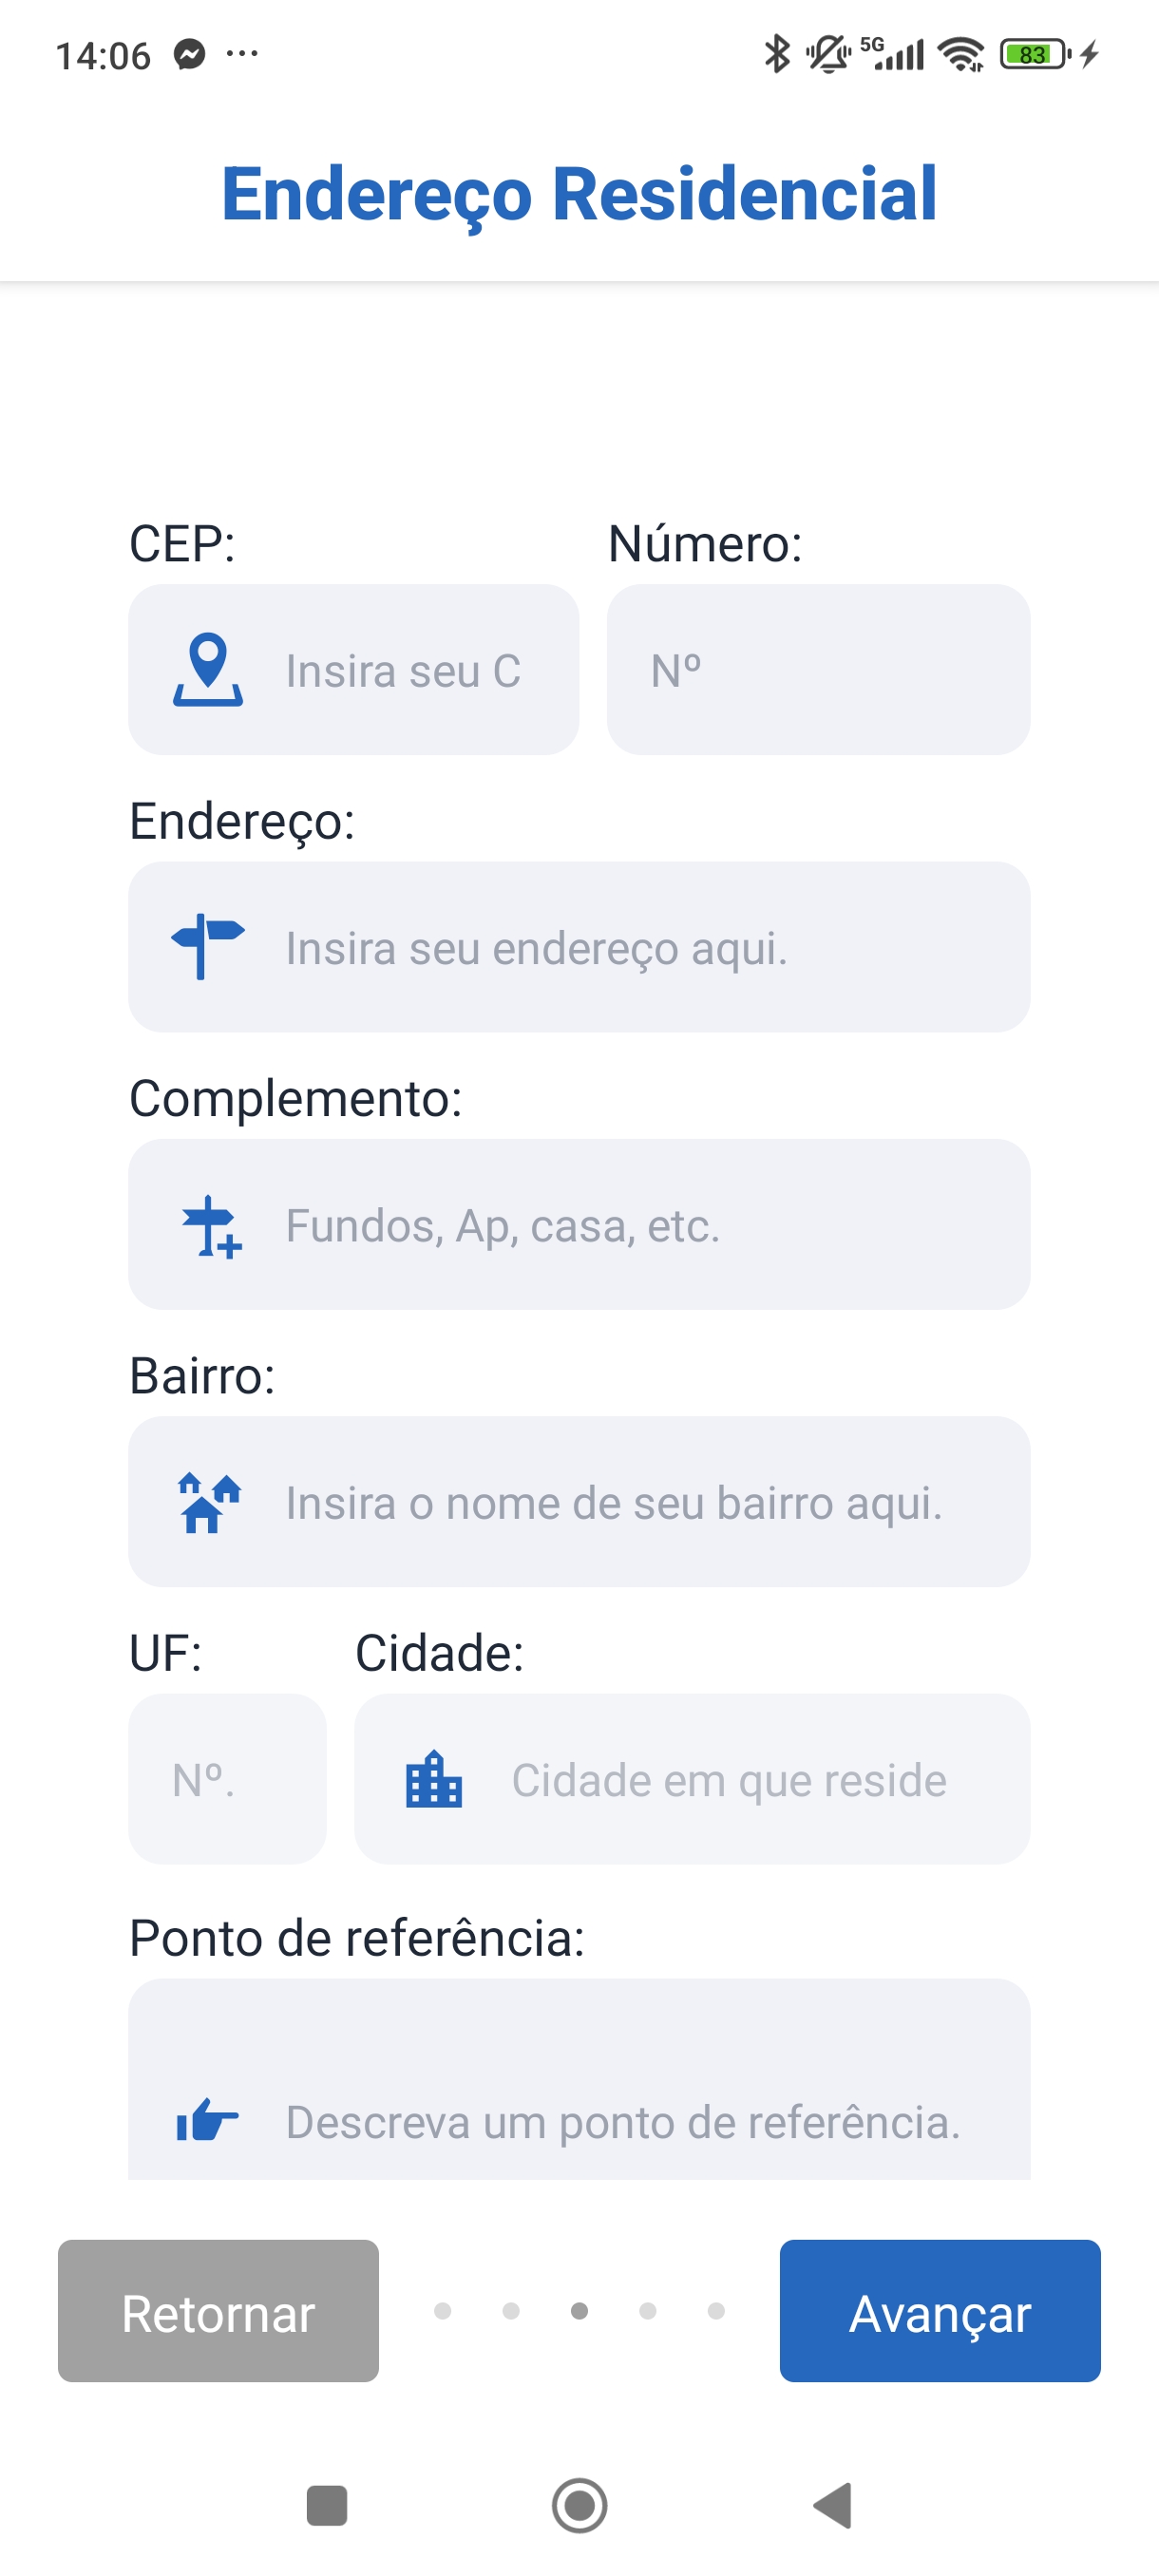 14:06 ... 5G 83
Endereço Residencial
CEP: Número:
Insira seu C Nº
Endereço:
Insira seu endereço aqui.
Complemento:
Fundos, Ap, casa, etc.
Bairro:
Insira o nome de seu bairro aqui.
UF: Cidade:
Nº. Cidade em que reside
Ponto de referência:
Descreva um ponto de referência.
Retornar Avançar